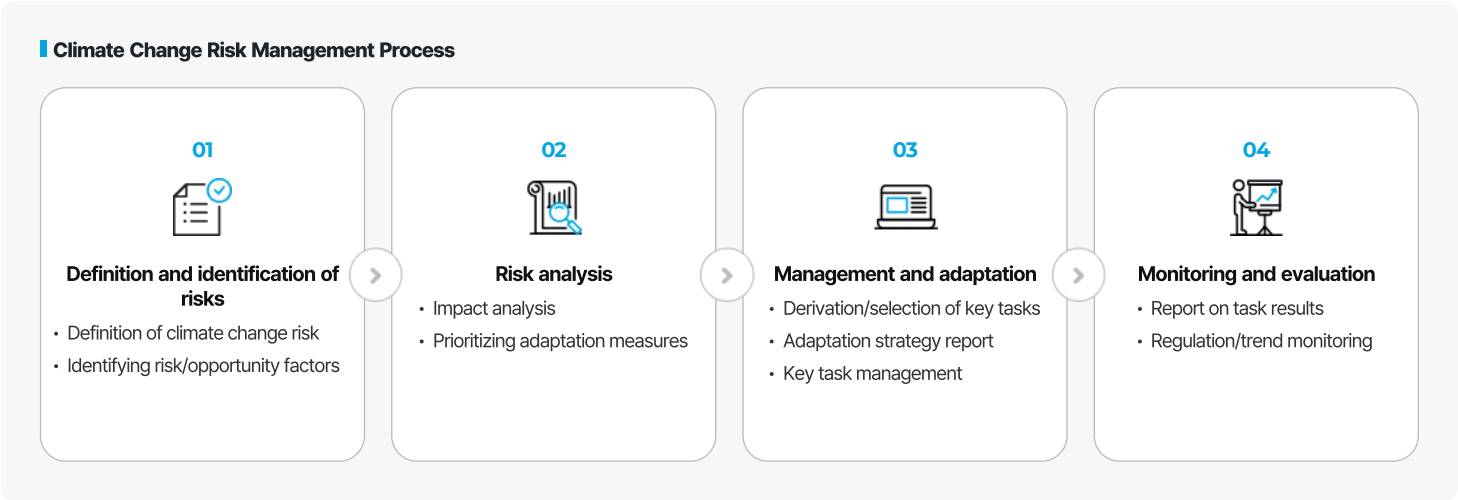 Climate Change Risk Management Process
01
Definition and identification of
risks
• Definition of climate change risk
• Identifying risk/opportunity factors
02
Risk analysis
• Impact analysis
• Prioritizing adaptation measures
03
Management and adaptation
• Derivation/selection of key tasks
• Adaptation strategy report
• Key task management
04
Monitoring and evaluation
• Report on task results
• Regulation/trend monitoring